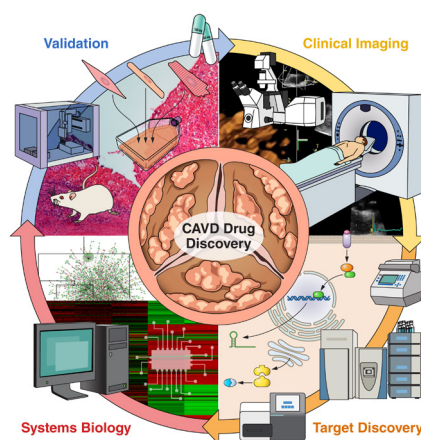 Validation
Clinical Imaging
CAVD Drug
Discovery
Systems Biology
Target Discovery